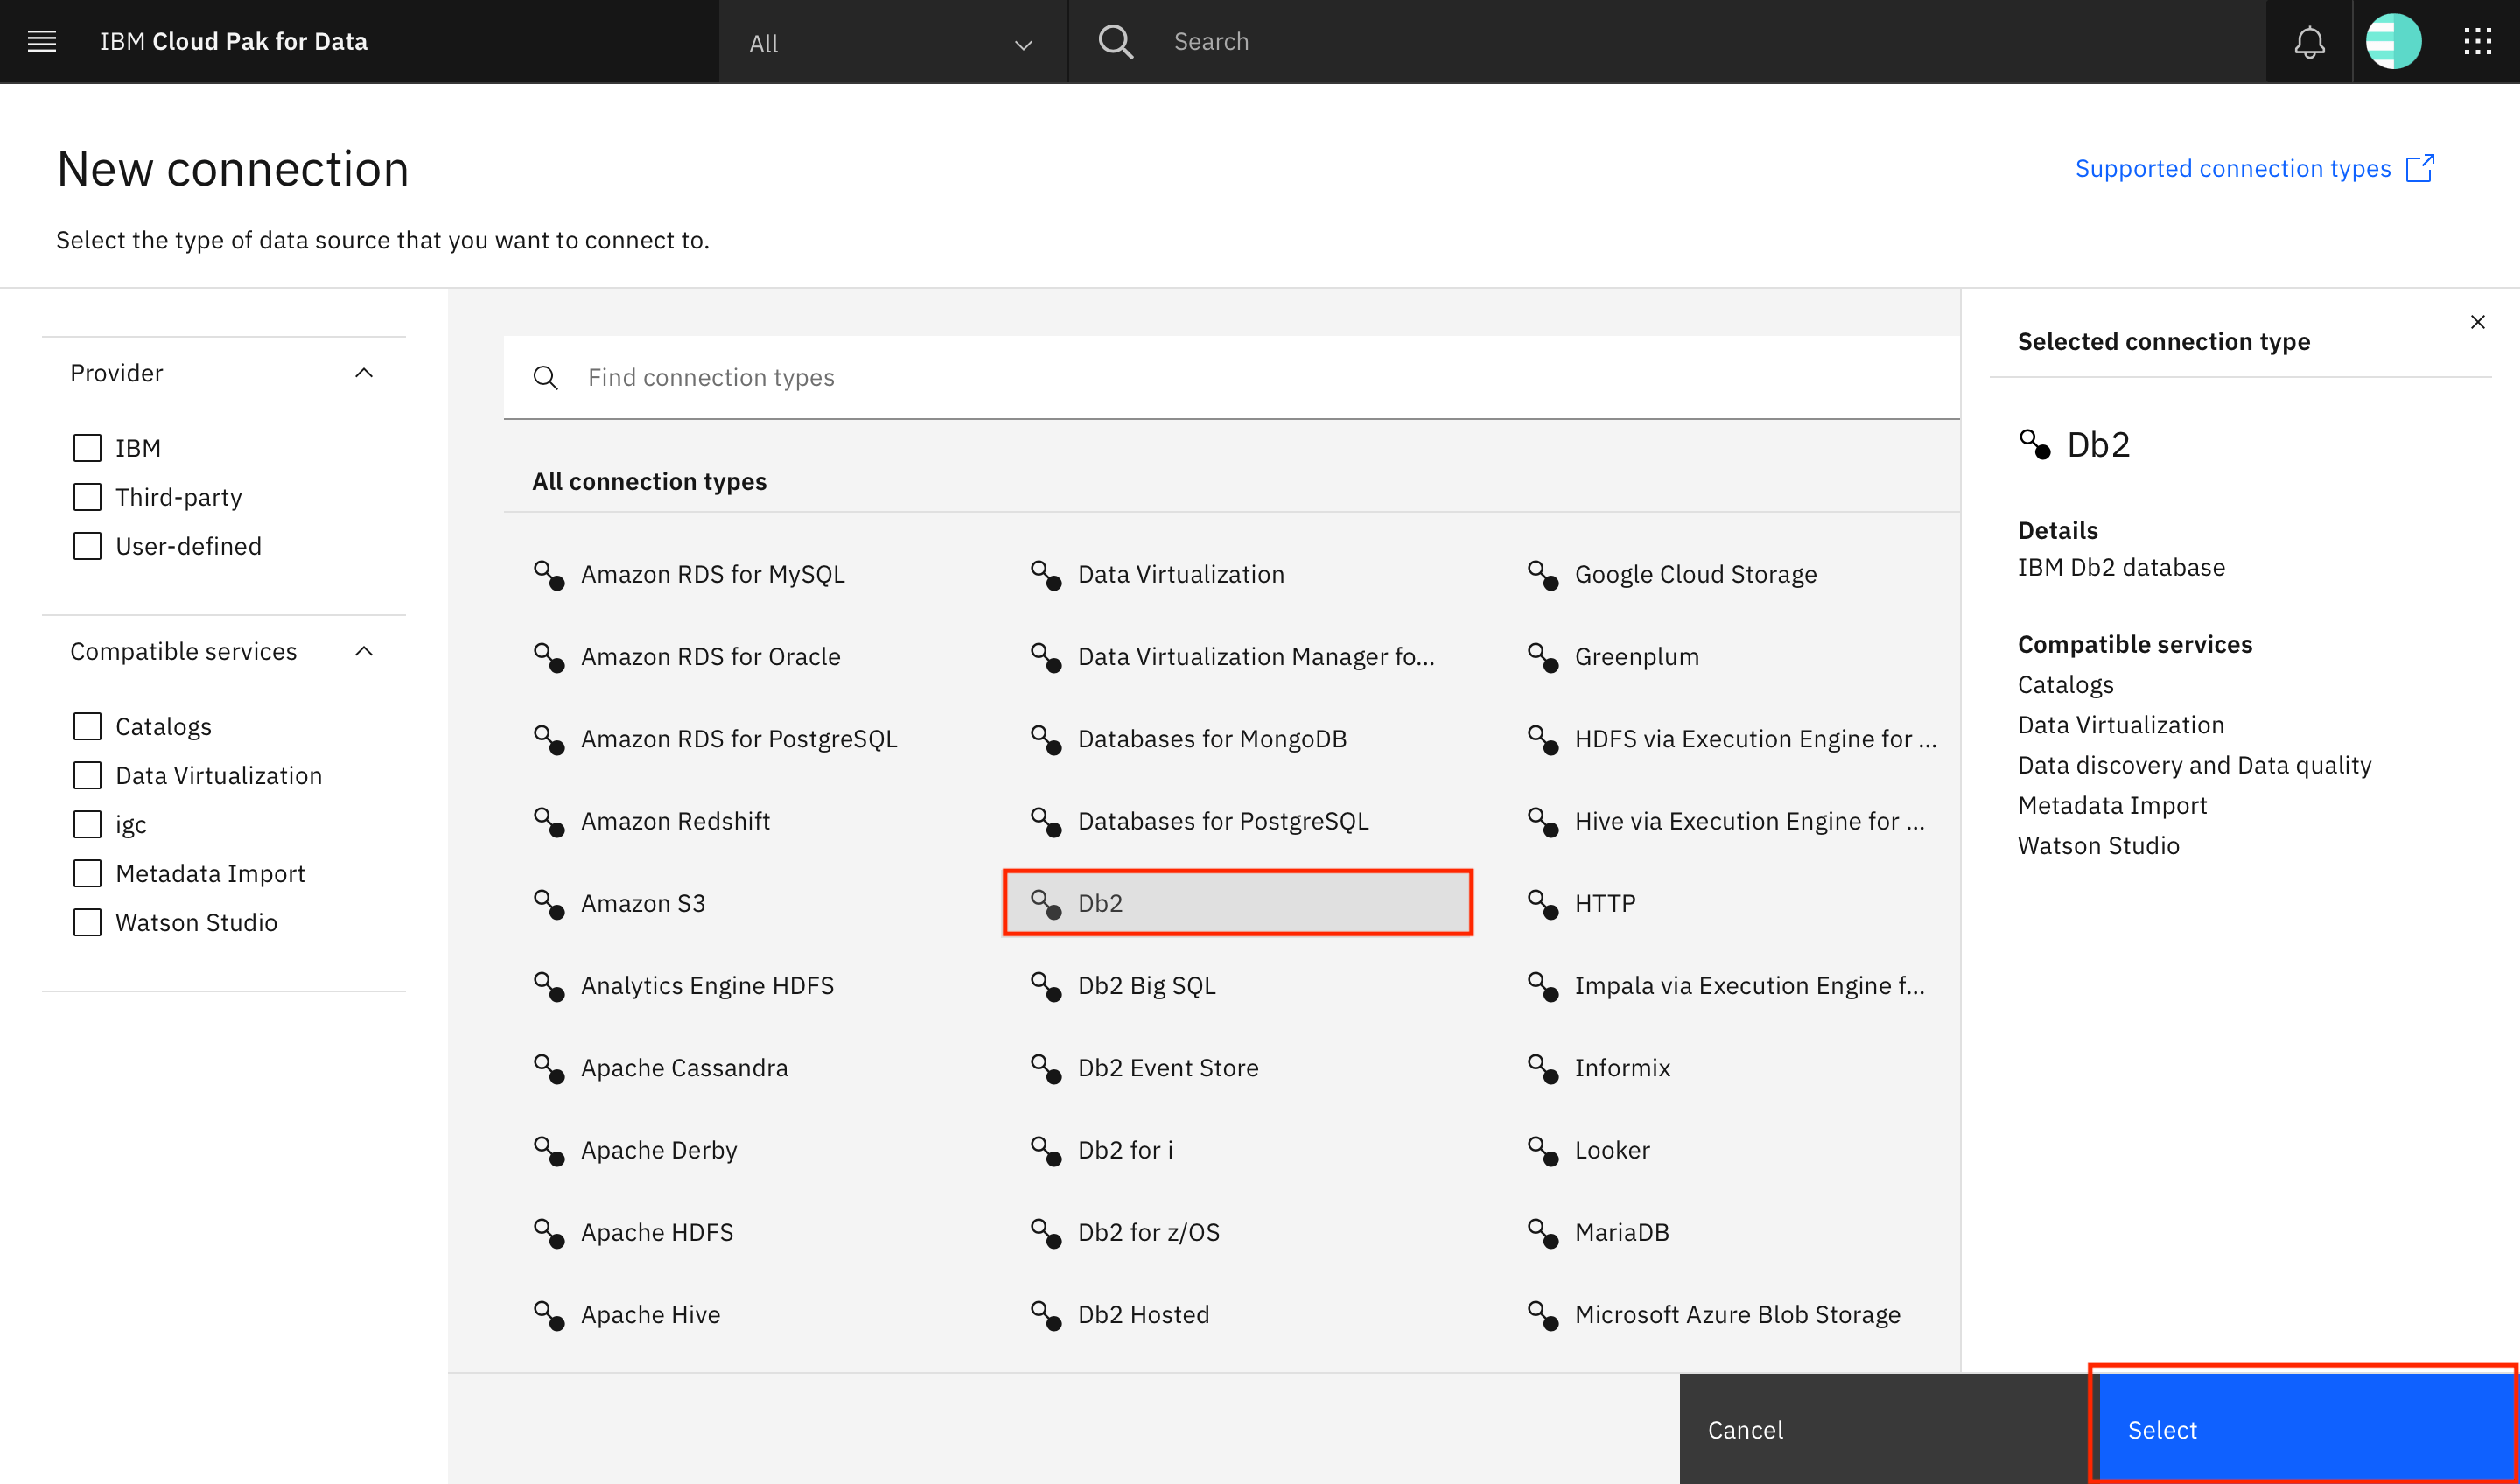 IBM Cloud Pak for Data
All
Search
New connection
Supported connection types
Select the type of data source that you want to connect to.
Provider
IBM
Third-party
User-defined
Compatible services
Catalogs
Data Virtualization
igc
Metadata Import
Watson Studio
Find connection types
All connection types
Amazon RDS for MySQL
Amazon RDS for Oracle
Amazon RDS for PostgreSQL
Amazon Redshift
Amazon S3
Analytics Engine HDFS
Apache Cassandra
Apache Derby
Apache HDFS
Apache Hive
Data Virtualization
Data Virtualization Manager fo...
Databases for MongoDB
Databases for PostgreSQL
Db2
Db2 Big SQL
Db2 Event Store
Db2 for i
Db2 for z/OS
Db2 Hosted
Google Cloud Storage
Greenplum
HDFS via Execution Engine for ...
Hive via Execution Engine for ...
HTTP
Impala via Execution Engine f...
Informix
Looker
MariaDB
Microsoft Azure Blob Storage
Selected connection type
Db2
Details
IBM Db2 database
Compatible services
Catalogs
Data Virtualization
Data discovery and Data quality
Metadata Import
Watson Studio
Cancel
Select